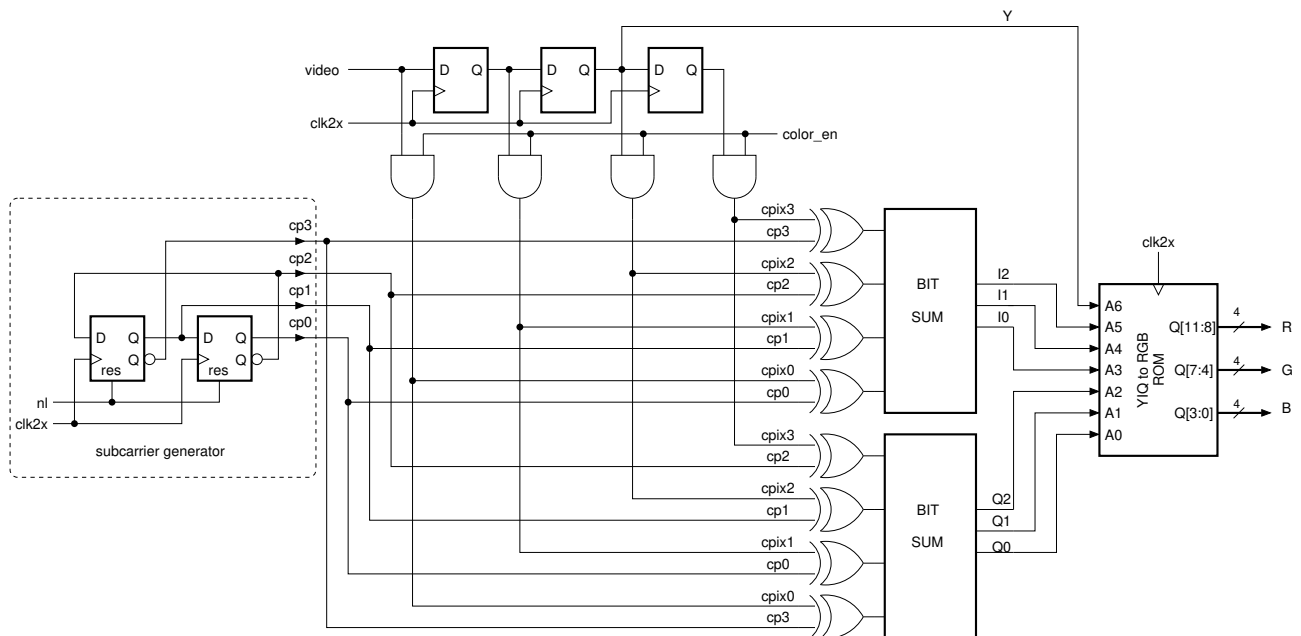 Y
video
D Q
D Q
D Q
clk2x
color_en
cpix3
cp3
cp3
cpix2
cp2
cp2
cpix1
cp1
cp1
cpix0
cp0
cp0
D Q
Q
res
D Q
Q
res
nl
clk2x
subcarrier generator
BIT
SUM
I2
I1
I0
clk2x
A6
A5
A4
A3
A2
A1
A0
YIQ to RGB
ROM
Q[11:8]
4
R
Q[7:4]
4
G
Q[3:0]
4
B
cpix3
cp2
cpix2
cp1
cpix1
cp0
cpix0
cp3
BIT
SUM
Q2
Q1
Q0